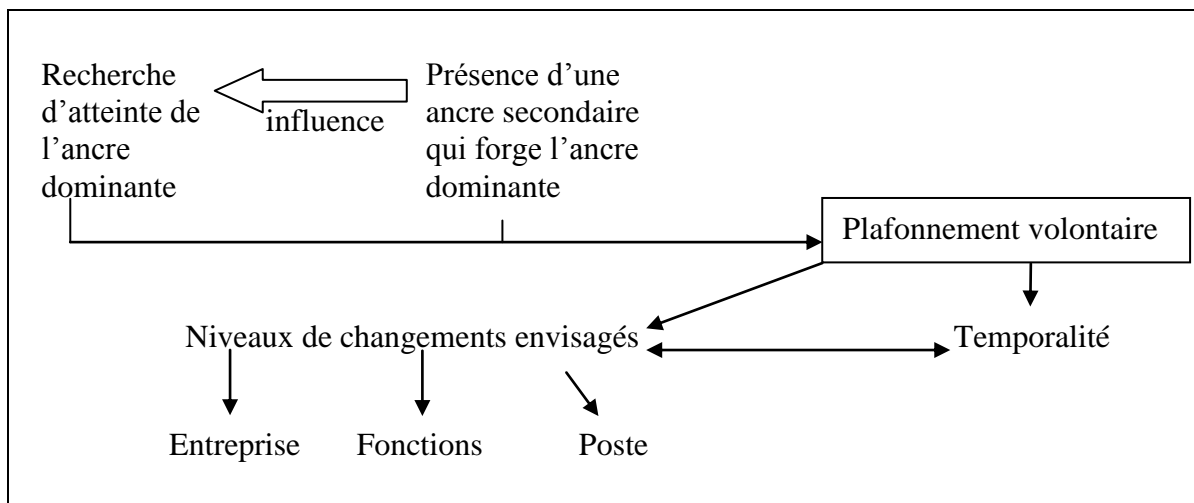 Recherche
d'atteinte de
l'ancre
dominante
influence
Présence d'une
ancre secondaire
qui forge l'ancre
dominante
Plafonnement volontaire
Niveaux de changements envisagés
Temporalité
Entreprise
Fonctions
Poste